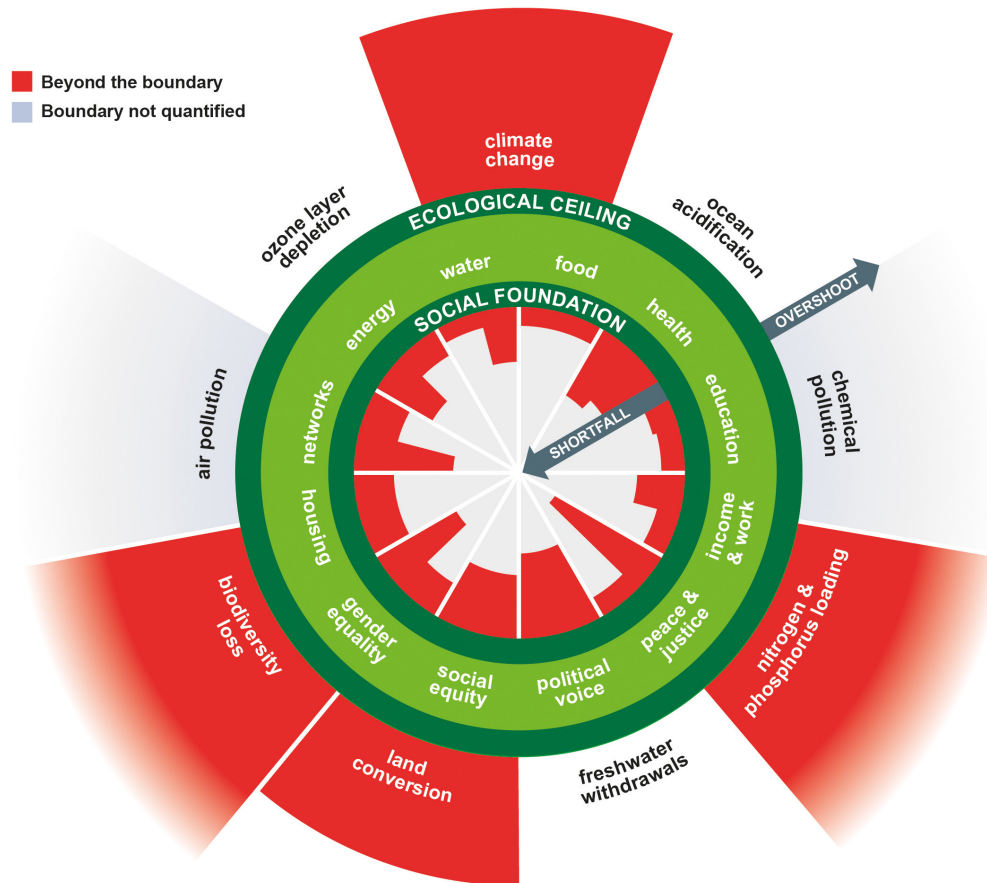 Beyond the boundary
Boundary not quantified
climate
change
ozone layer
depletion
ocean
acidification
ECOLOGICAL CEILING
OVERSHOOT
water
food
energy
health
SOCIAL FOUNDATION
SHORTFALL
air pollution
networks
education
chemical
pollution
housing
income
& work
biodiversity
loss
gender
equality
peace &
justice
nitrogen &
phosphorus loading
social
equity
political
voice
land
conversion
freshwater
withdrawals